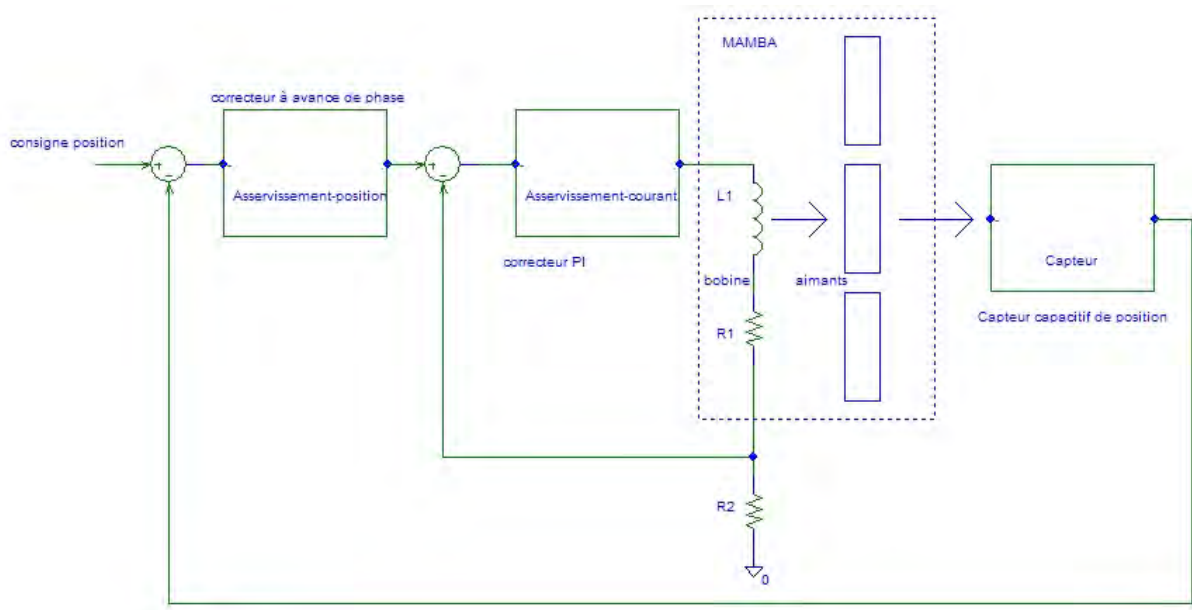 MAMBA
correcteur à avance de phase
consigne position
+
-
-
Asservissement-position
+
-
-
Asservissement-courant
correcteur PI
L1
bobine
aimants
R1
-
Capteur
Capteur capacitif de position
R2
0